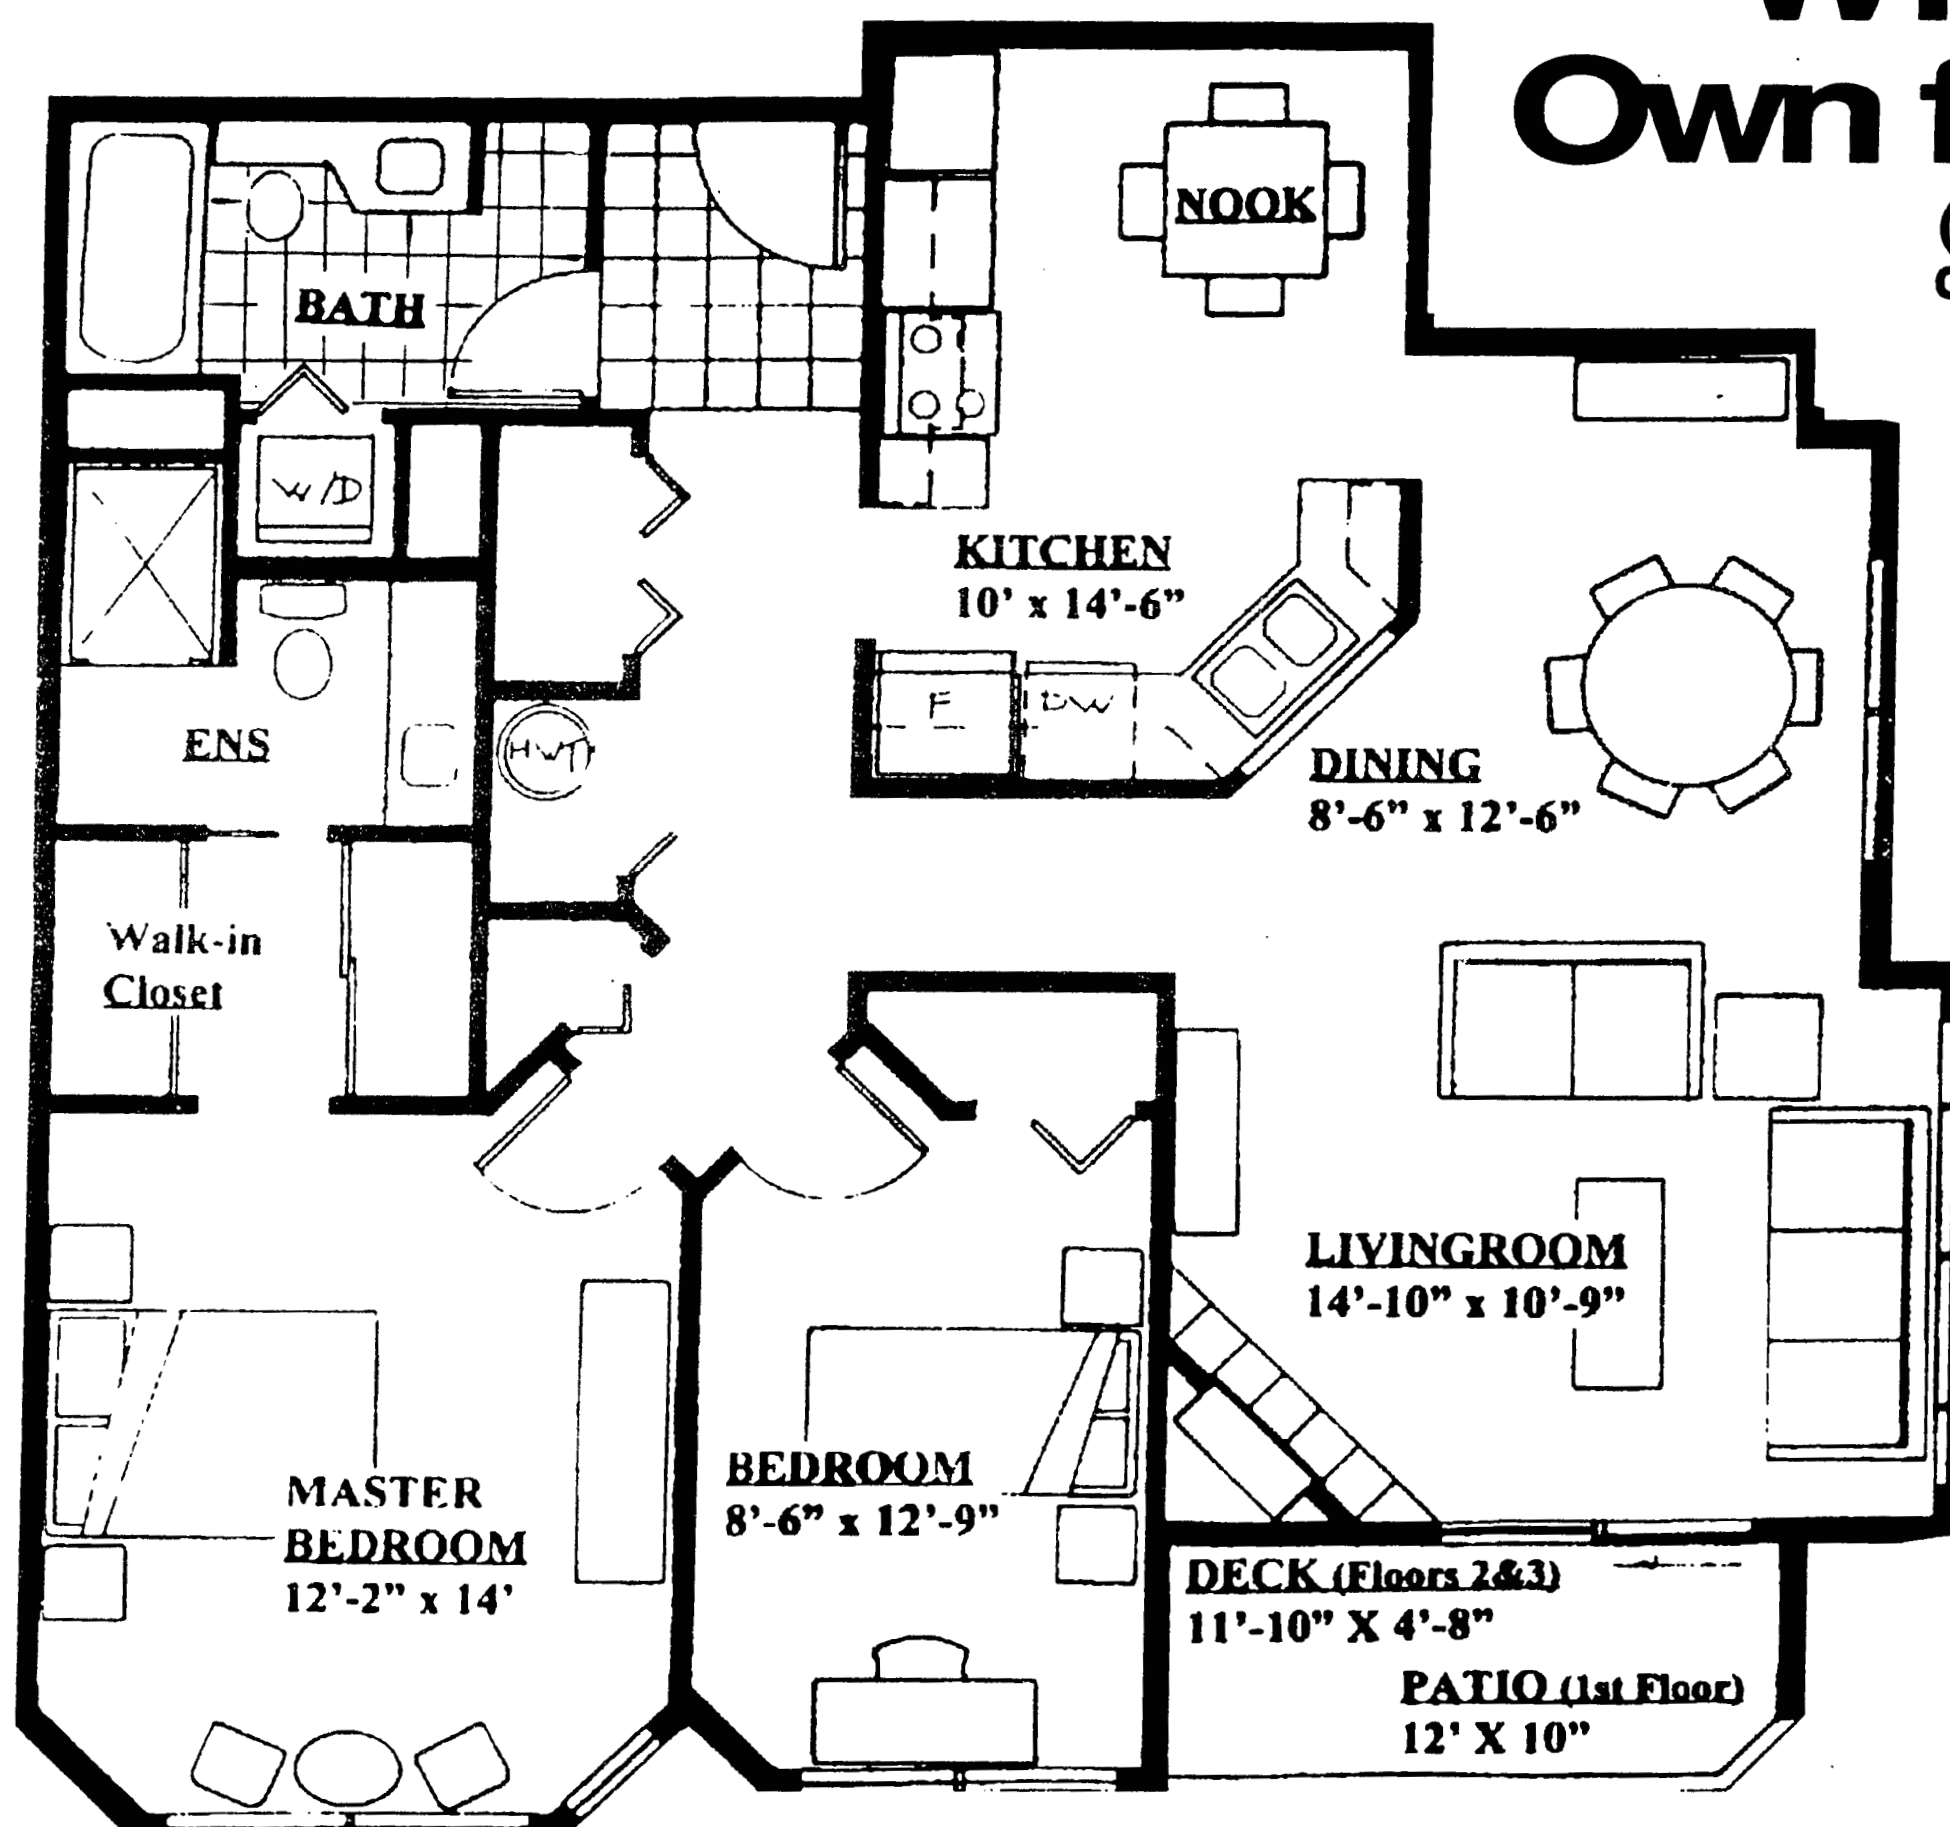 Own
NOOK
BATH
W/D
KITCHEN
10' x 14'-6"
ENS
F
DW
HWT
DINING
8'-6" x 12'-6"
Walk-in
Closet
LIVINGROOM
14'-10" x 10'-9"
MASTER
BEDROOM
12'-2" x 14'
BEDROOM
8'-6" x 12'-9"
DECK (Floors 2&3)
11'-10" X 4'-8"
PATIO (1st Floor)
12' X 10"